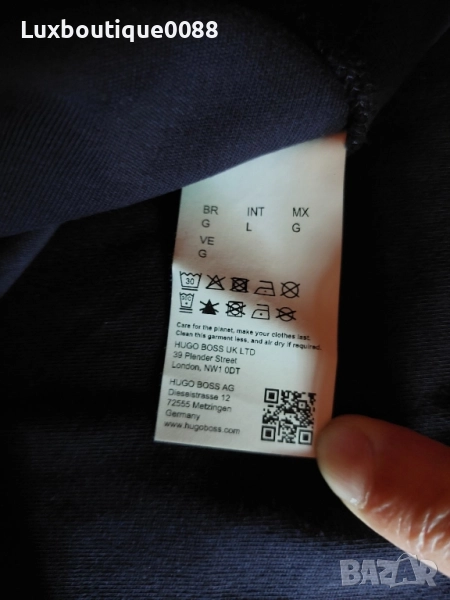 Luxboutique0088
BR INT MX
G L G
VE
G
30
Care for the planet, make your clothes last.
Clean this garment less, and air dry if required.
HUGO BOSS UK LTD
39 Plender Street
London, NW1 0DT
HUGO BOSS AG
Dieselstrasse 12
72555 Metzingen
Germany
www.hugoboss.com
BAZAR